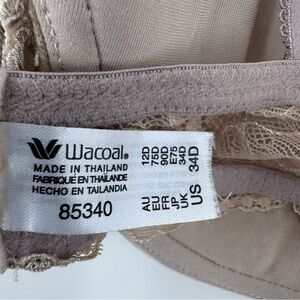 Wacoal®
MADE IN THAILAND
FABRIQUÉ EN THAÏLANDE
HECHO EN TAILANDIA
85340
AU 12D
EU 75D
FR 90D
JP E75
UK 34D
US 34D